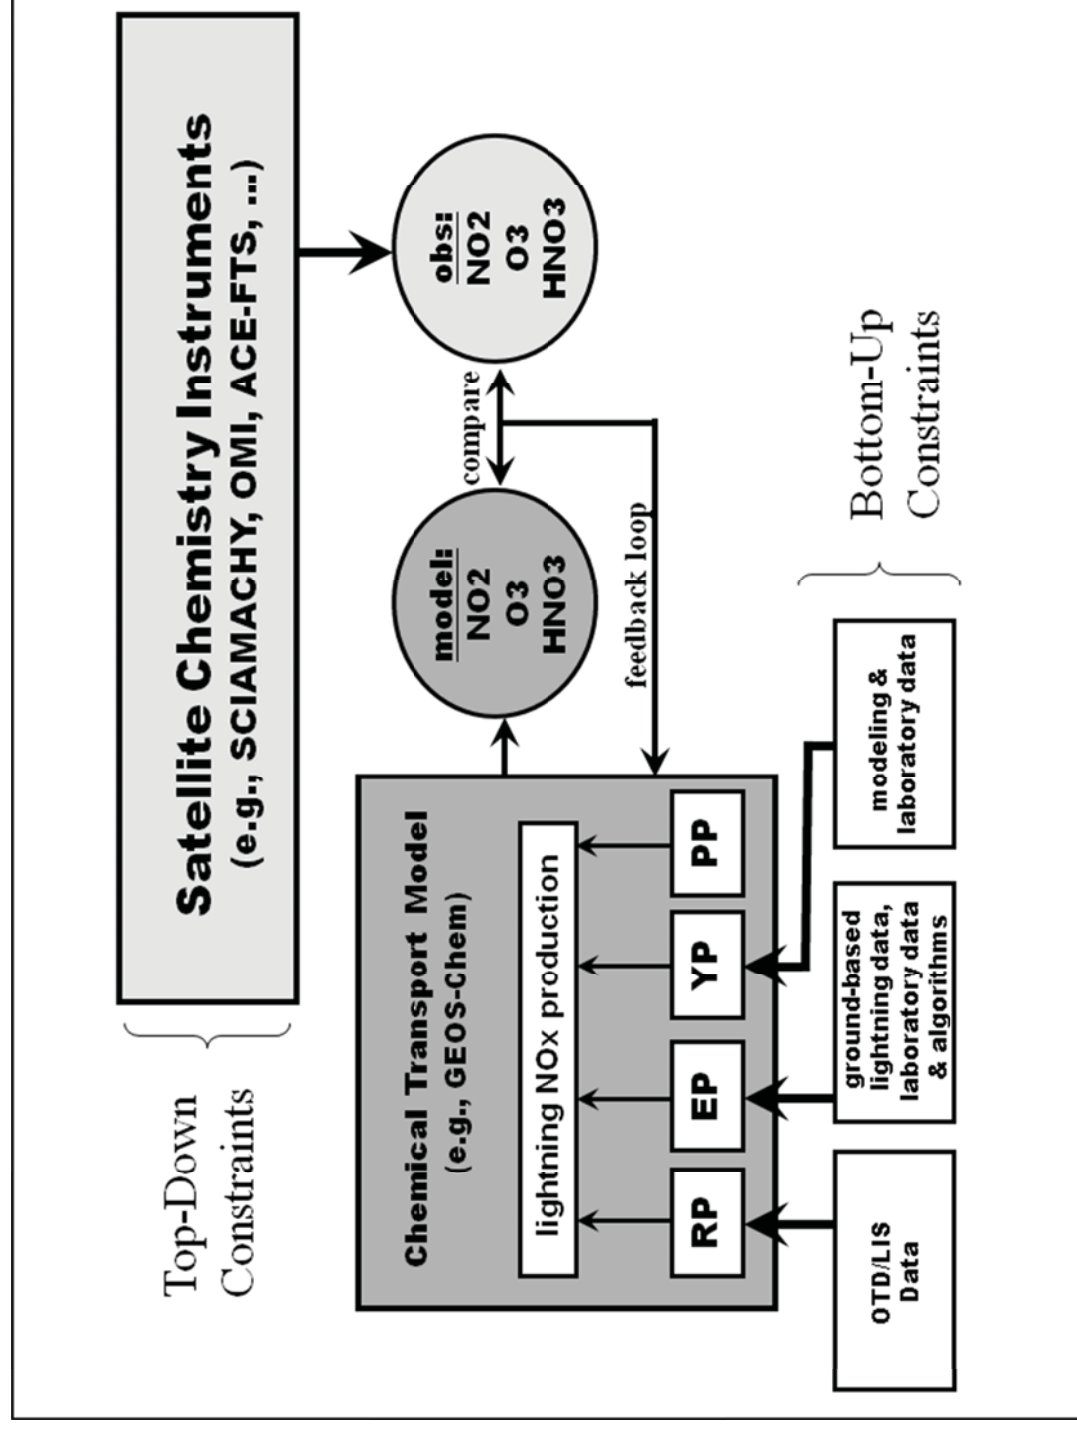 Top-Down
Constraints
Satellite Chemistry Instruments
(e.g., SCIAMACHY, OMI, ACE-FTS, ...)
Chemical Transport Model
(e.g., GEOS-Chem)
lightning NOx production
RP
EP
YP
PP
model:
NO2
O3
HNO3
compare
obs:
NO2
O3
HNO3
feedback loop
OTD/LIS
Data
ground-based
lightning data,
laboratory data
& algorithms
modeling &
laboratory data
Bottom-Up
Constraints